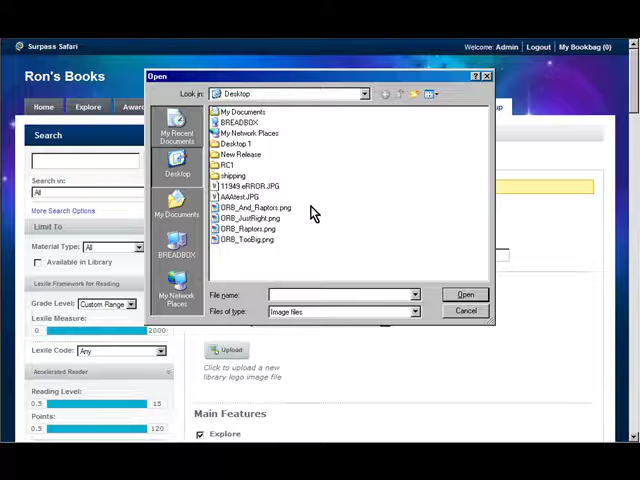 Surpass Safari
Welcome: Admin Logout My Bookbag (0)
Ron's Books
Home Explore
Open
Look in: Desktop
My Recent Documents
Desktop
My Documents
BREADBOX
My Network Places
My Documents
BREADBOX
My Network Places
Desktop 1
New Release
RC1
shipping
11949 eRROR.JPG
AAAtest.JPG
ORB_And_Raptors.png
ORB_JustRight.png
ORB_Raptors.png
ORB_TooBig.png
File name:
Open
Files of type: Image files
Cancel
Search
Search in:
All
More Search Options
Limit To
Material Type: All
Available in Library
Lexile Framework for Reading
Grade Level: Custom Range
Lexile Measure:
0 2000
Lexile Code: Any
Accelerated Reader
Reading Level:
0.5 15
Points:
0.5 120
Upload
Click to upload a new
library logo image file
Main Features
Explore